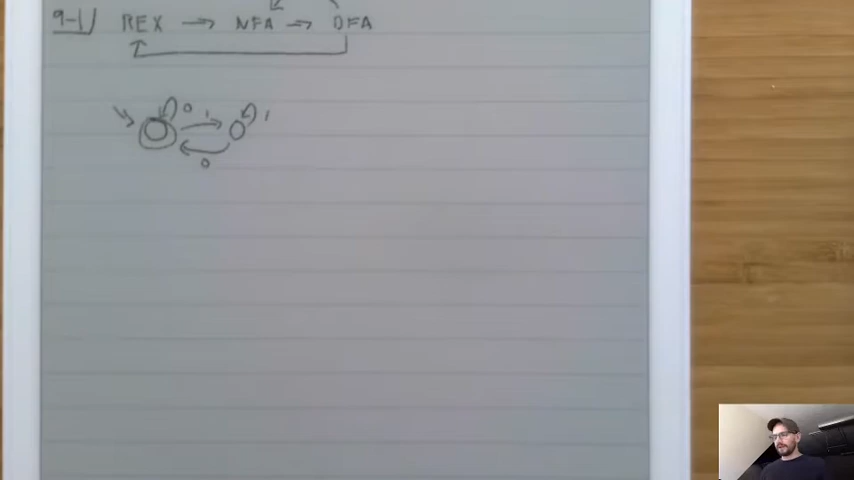 9-1/ REX → NFA → DFA
0 1 1
0